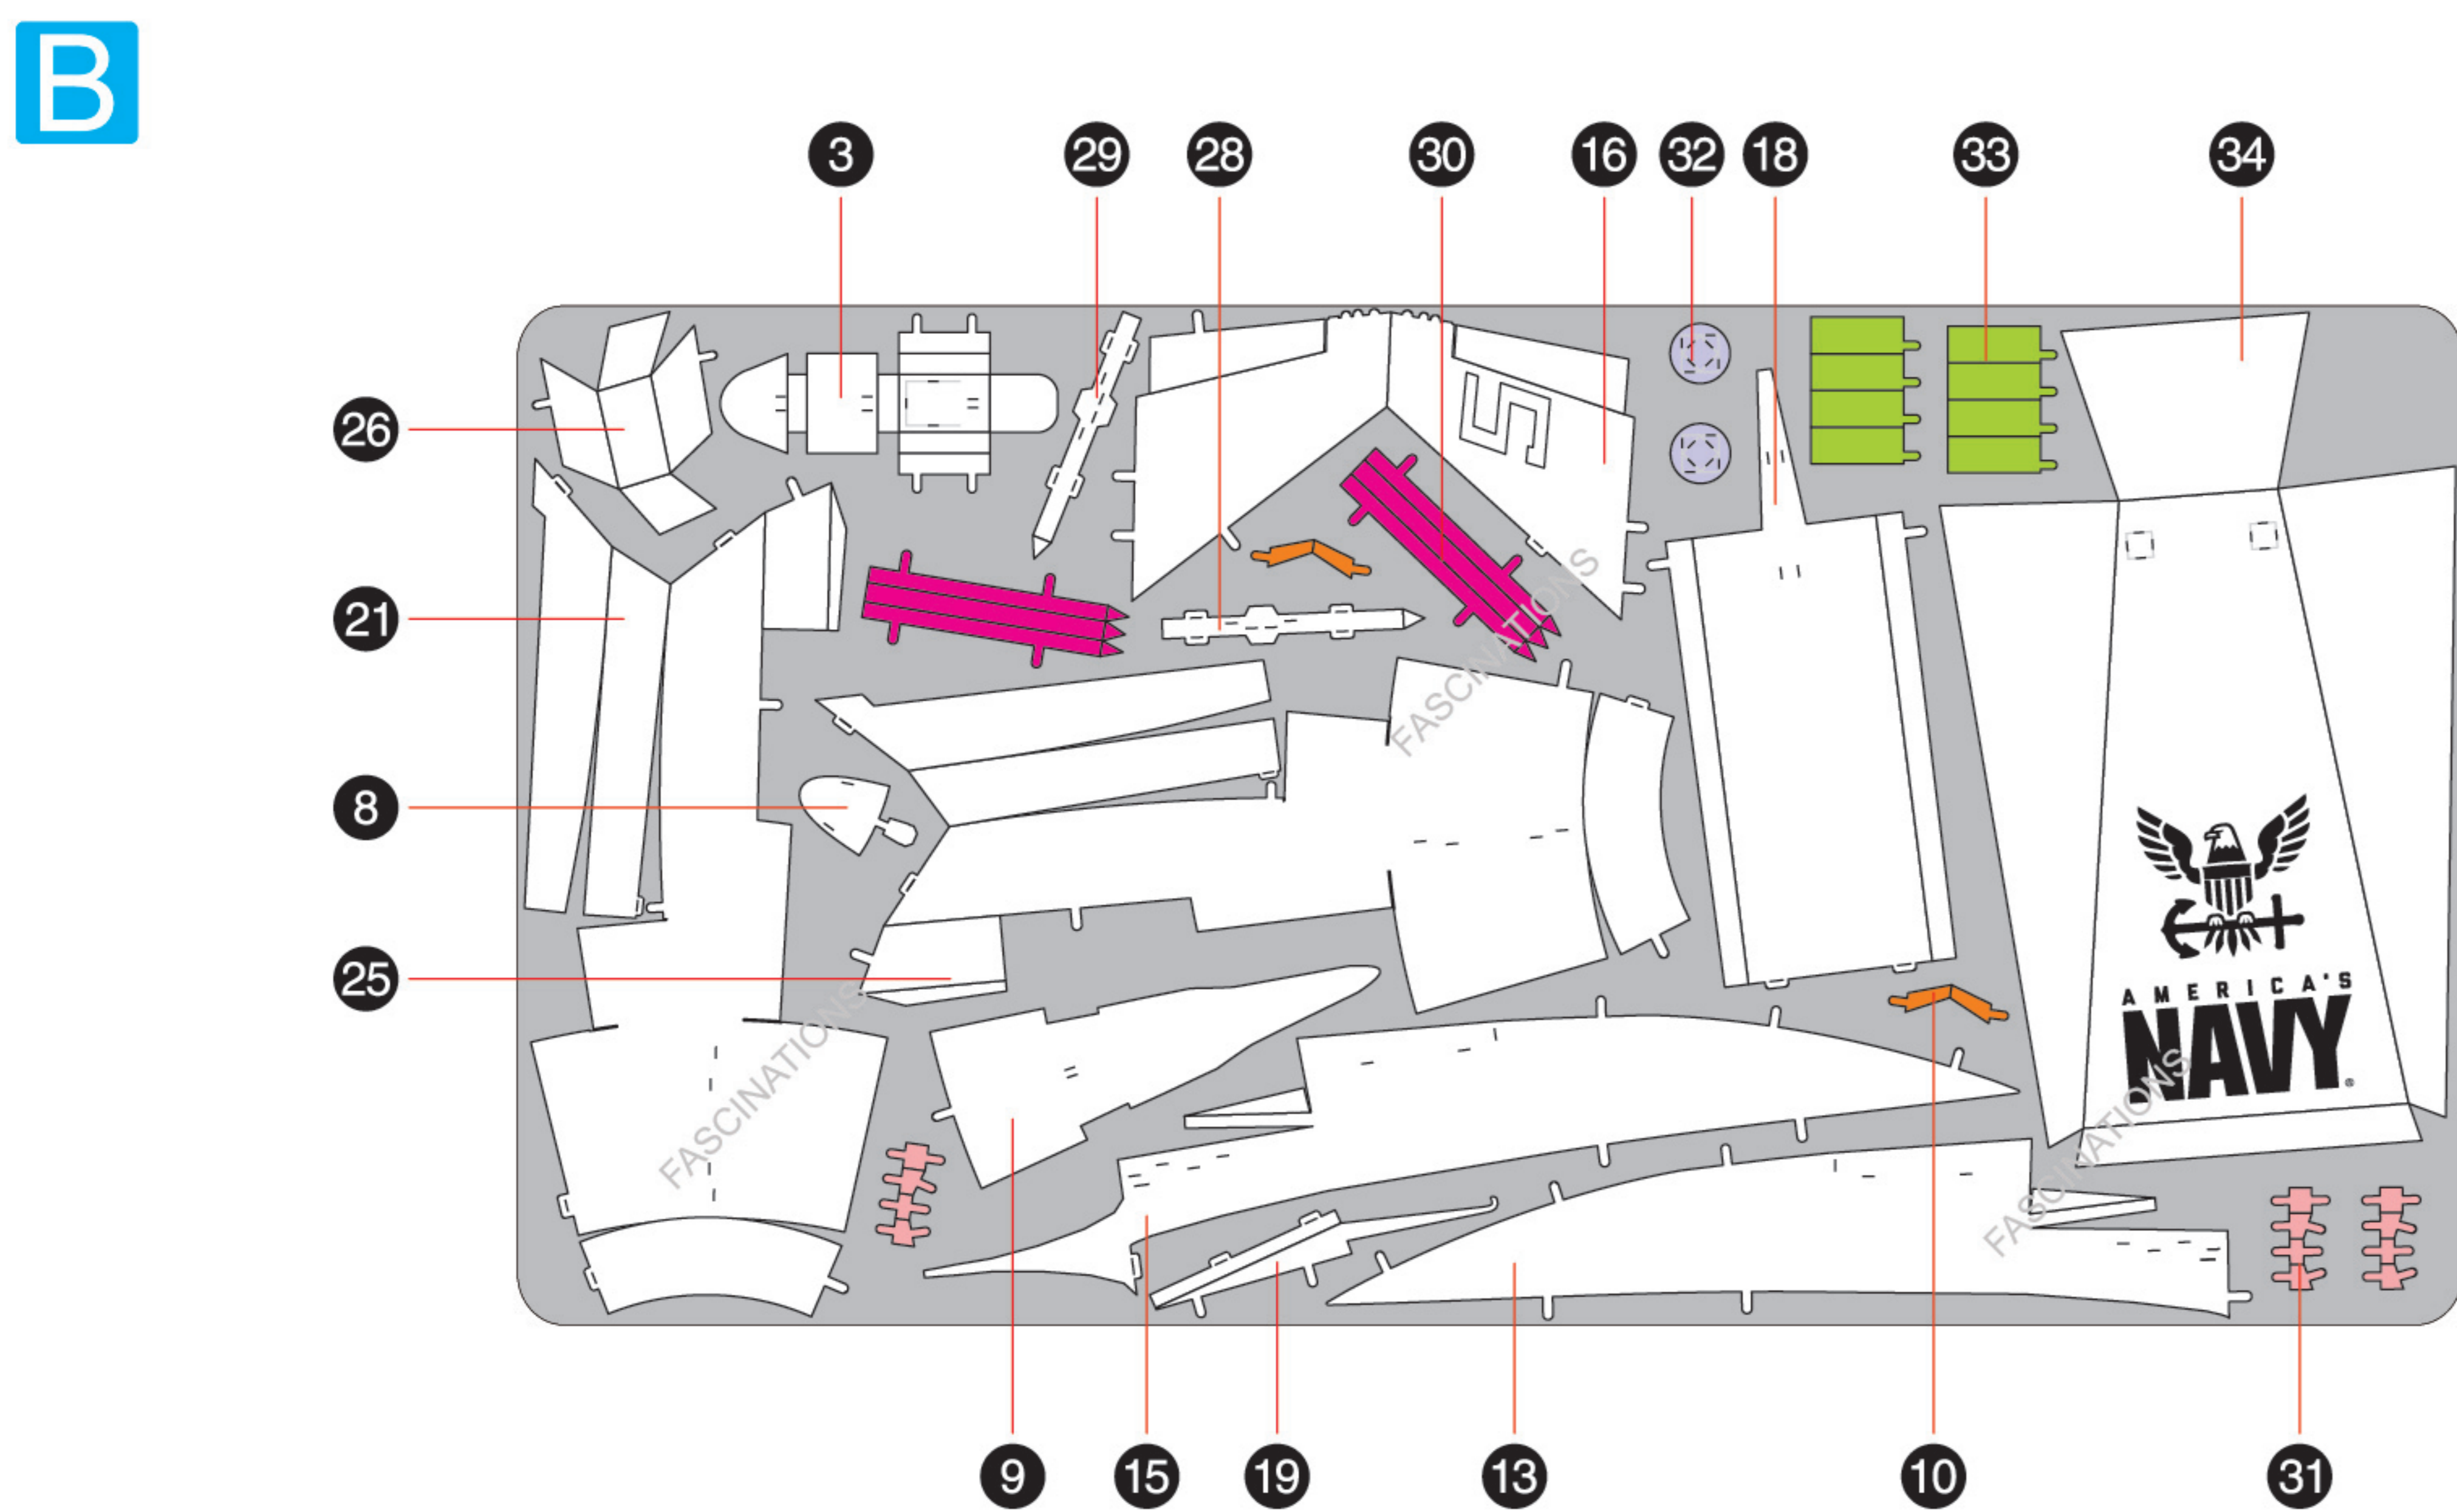 B
3 29 28 30 16 32 18 33 34
26
21
8
25
5
AMERICA'S
NAVY®
FASCINATIONS
FASCINATIONS
FASCINATIONS
9 15 19 13 10 31